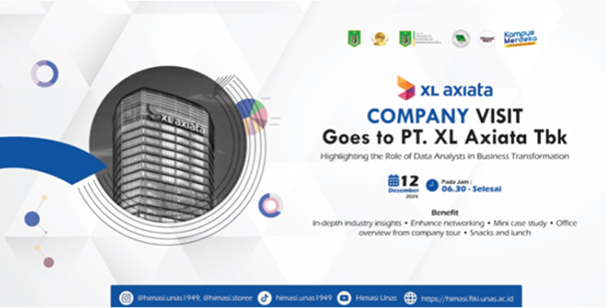 Kampus
Merdeka
XL axiata
XL axiata
COMPANY VISIT
Goes to PT. XL Axiata Tbk
Highlighting the Role of Data Analysts in Business Transformation
12
Desember
2024
Pada Jam :
06.30 - Selesai
Benefit
In-depth industry insights • Enhance networking • Mini case study • Office
overview from company tour • Snacks and lunch
@himasi.unas1949, @himasi.storee
himasi.unas1949
Himasi Unas
https://himasi.ftki.unas.ac.id